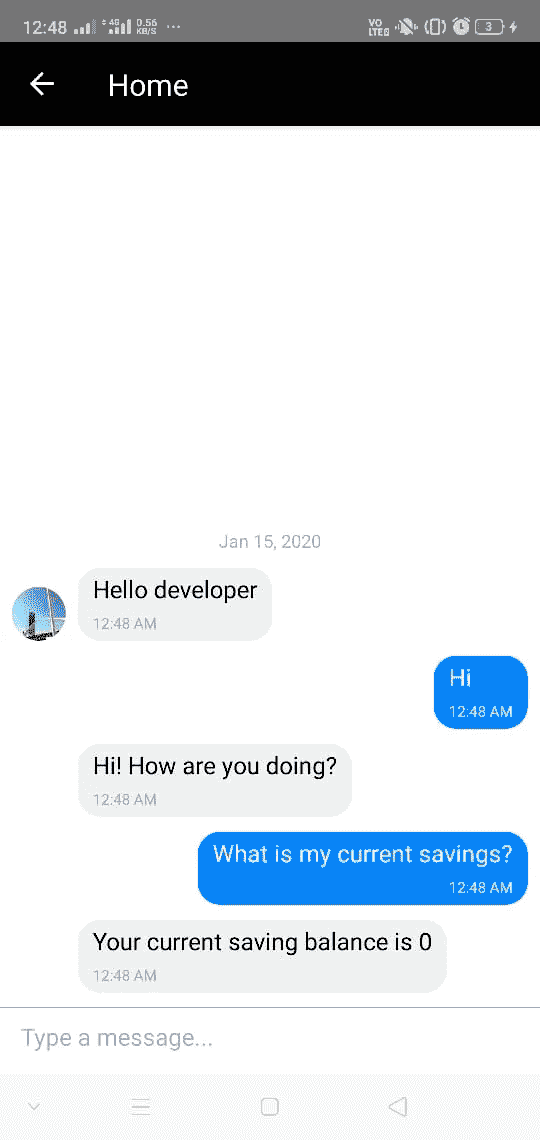 12:48 4G 0.56 KB/S ... VO LTE 3
Home
Jan 15, 2020
Hello developer
12:48 AM
Hi
12:48 AM
Hi! How are you doing?
12:48 AM
What is my current savings?
12:48 AM
Your current saving balance is 0
12:48 AM
Type a message...